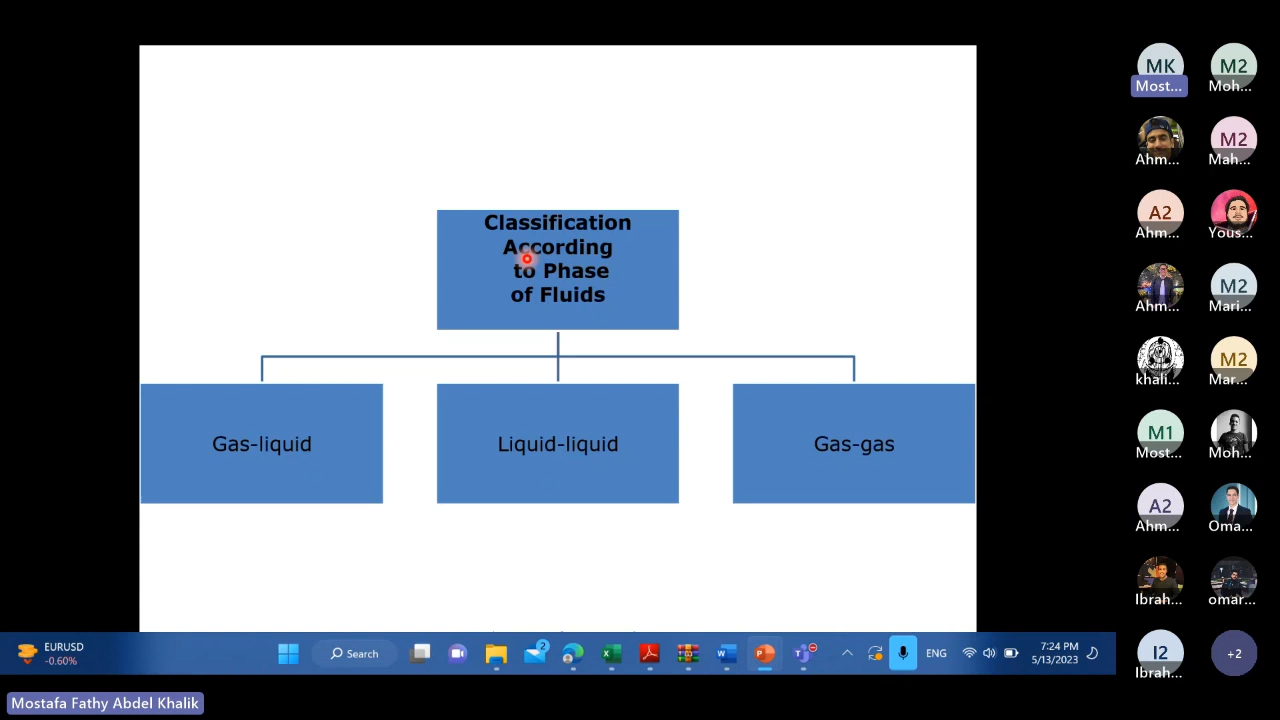 Classification
According
to Phase
of Fluids
Gas-liquid
Liquid-liquid
Gas-gas
MK
Most...
M2
Moh...
Ahm...
M2
Mah...
A2
Ahm...
Yous...
Ahm...
M2
Mari...
khali...
M2
Mar...
M1
Most...
Moh...
A2
Ahm...
Oma...
Ibrah...
omar...
I2
Ibrah...
+2
EURUSD
-0.60%
Search
2
ENG
7:24 PM
5/13/2023
Mostafa Fathy Abdel Khalik